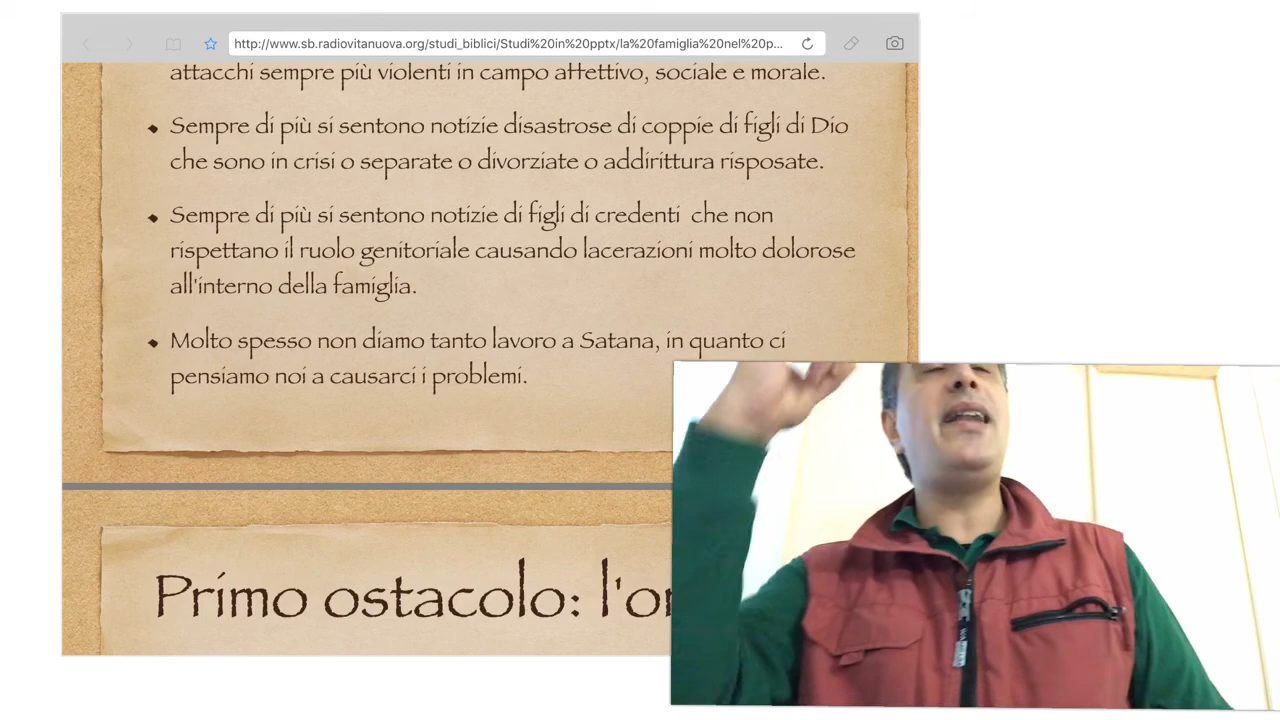 http://www.sb.radiovitanuova.org/studi_biblici/Studi%20in%20pptx/la%20famiglia%20nel%20p...
attacchi sempre più violenti in campo affettivo, sociale e morale.
Sempre di più si sentono notizie disastrose di coppie di figli di Dio
che sono in crisi o separate o divorziate o addirittura risposate.
Sempre di più si sentono notizie di figli di credenti che non
rispettano il ruolo genitoriale causando lacerazioni molto dolorose
all'interno della famiglia.
Molto spesso non diamo tanto lavoro a Satana, in quanto ci
pensiamo noi a causarci i problemi.
Primo ostacolo: